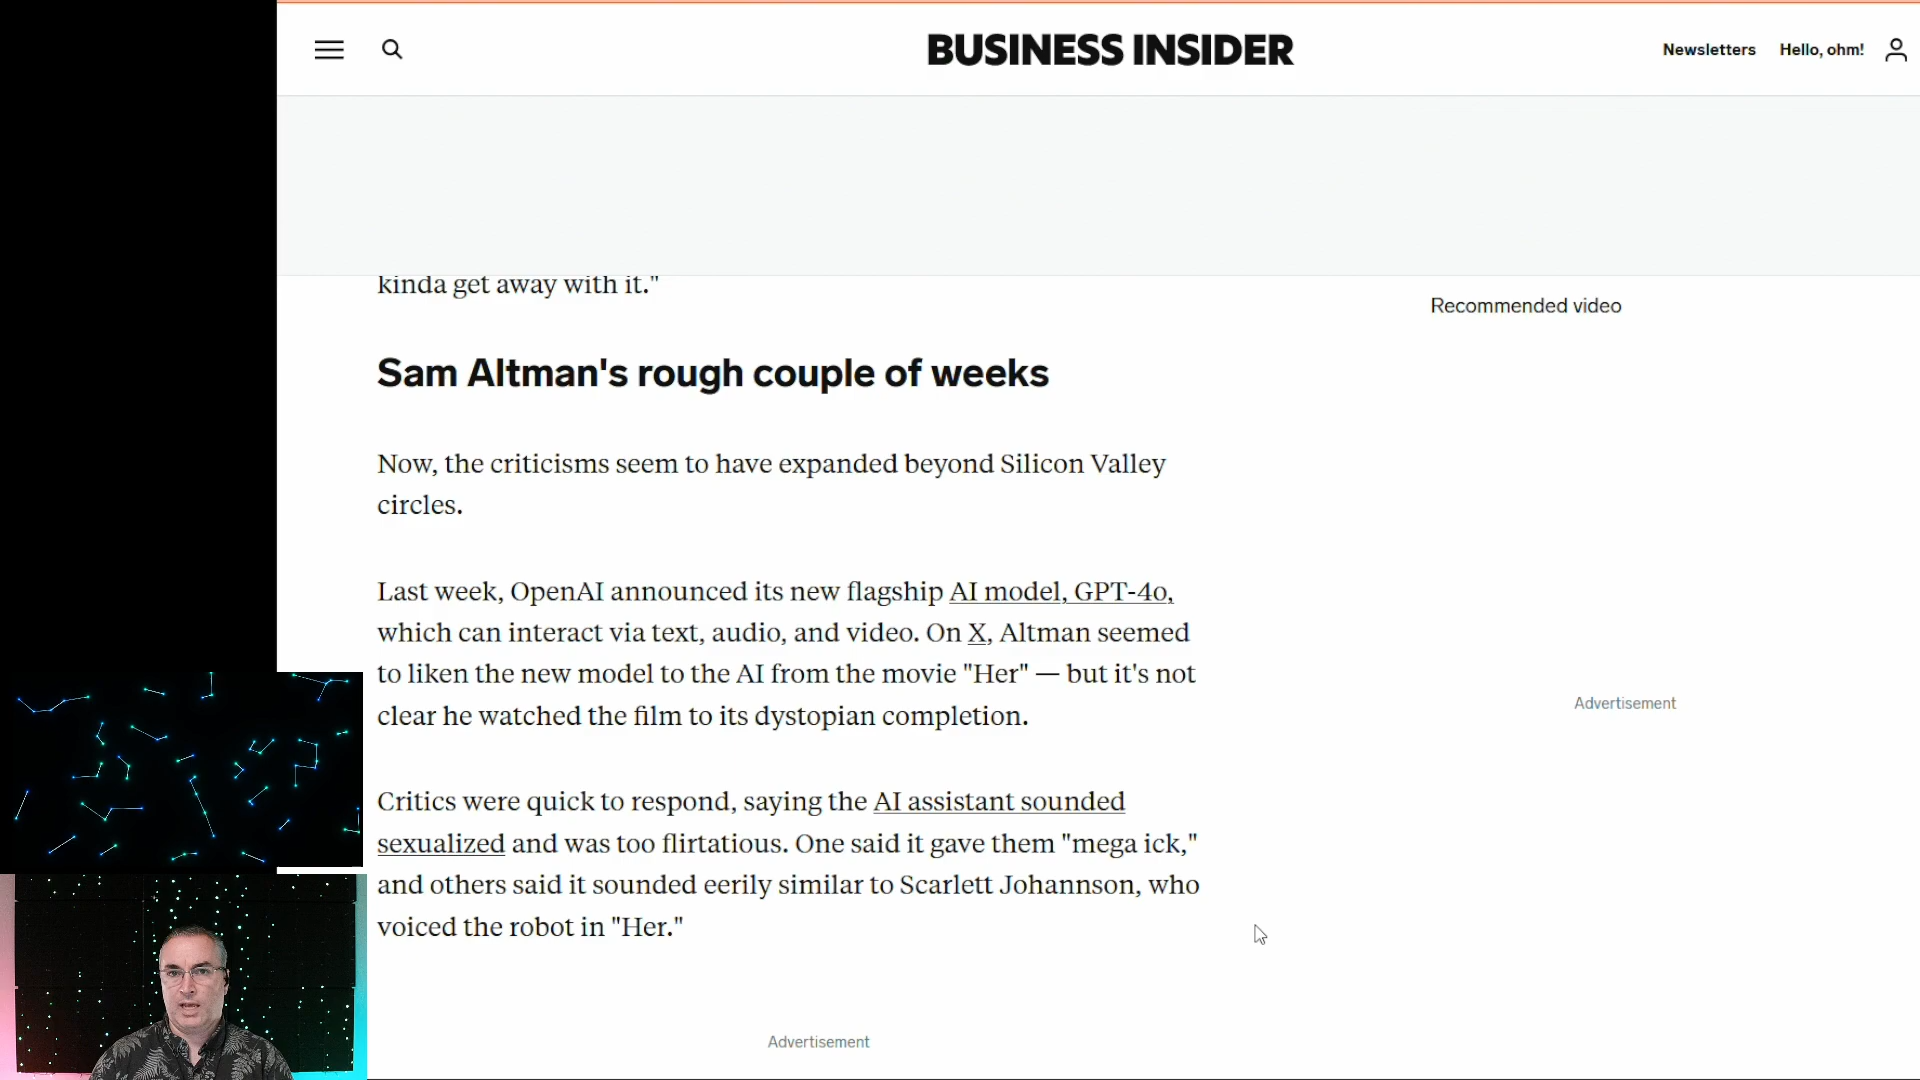 BUSINESS INSIDER
Newsletters
Hello, ohm!
kinda get away with it."
Recommended video
Sam Altman's rough couple of weeks
Now, the criticisms seem to have expanded beyond Silicon Valley
circles.
Last week, OpenAI announced its new flagship AI model, GPT-4o,
which can interact via text, audio, and video. On X, Altman seemed
to liken the new model to the AI from the movie "Her" — but it's not
clear he watched the film to its dystopian completion.
Advertisement
Critics were quick to respond, saying the AI assistant sounded
sexualized and was too flirtatious. One said it gave them "mega ick,"
and others said it sounded eerily similar to Scarlett Johannson, who
voiced the robot in "Her."
Advertisement